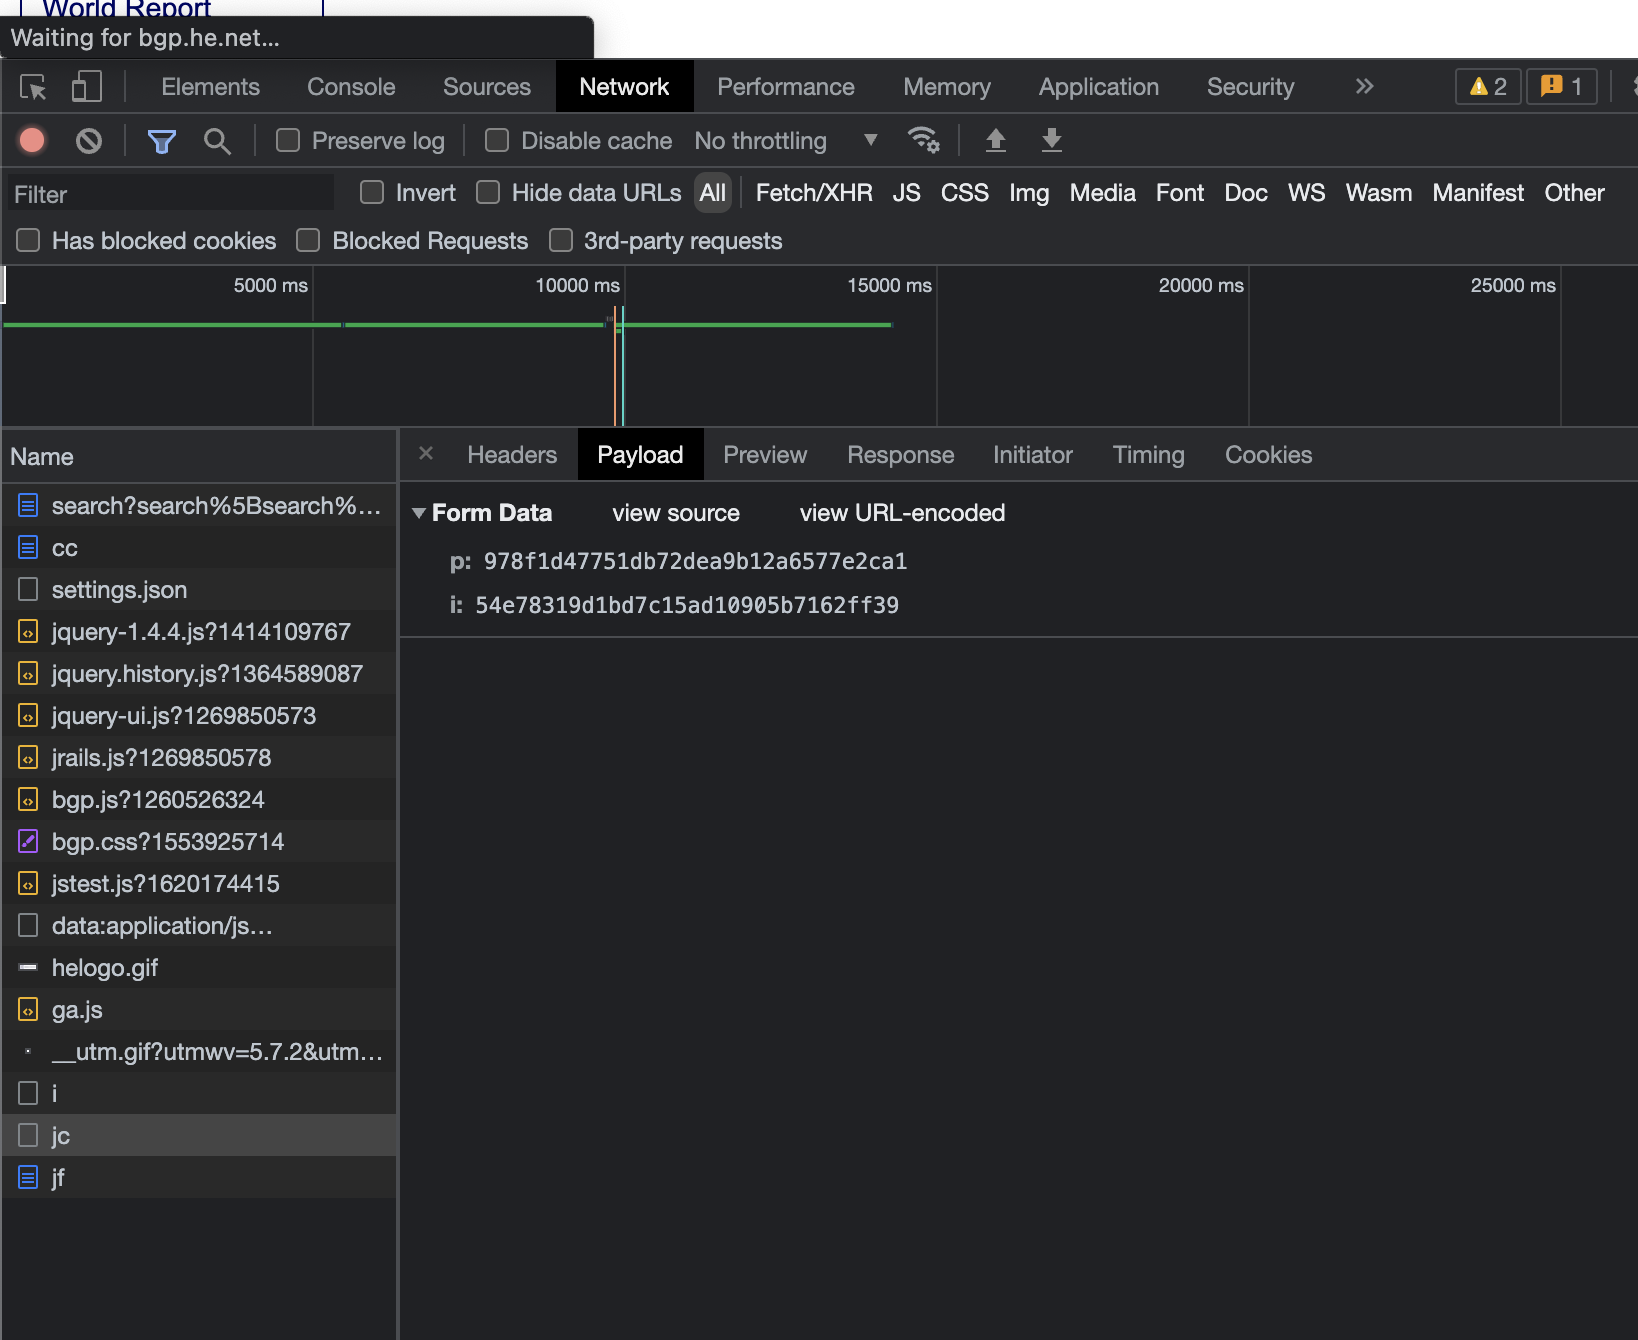 World Report
Waiting for bgp.he.net...
Elements Console Sources Network Performance Memory Application Security » 2 1
Preserve log Disable cache No throttling
Filter Invert Hide data URLs All Fetch/XHR JS CSS Img Media Font Doc WS Wasm Manifest Other
Has blocked cookies Blocked Requests 3rd-party requests
5000 ms 10000 ms 15000 ms 20000 ms 25000 ms
Name
× Headers Payload Preview Response Initiator Timing Cookies
search?search%5Bsearch%...
cc
settings.json
jquery-1.4.4.js?1414109767
jquery.history.js?1364589087
jquery-ui.js?1269850573
jrails.js?1269850578
bgp.js?1260526324
bgp.css?1553925714
jstest.js?1620174415
data:application/js...
helogo.gif
ga.js
__utm.gif?utmwv=5.7.2&utm...
i
jc
jf
Form Data view source view URL-encoded
p: 978f1d47751db72dea9b12a6577e2ca1
i: 54e78319d1bd7c15ad10905b7162ff39